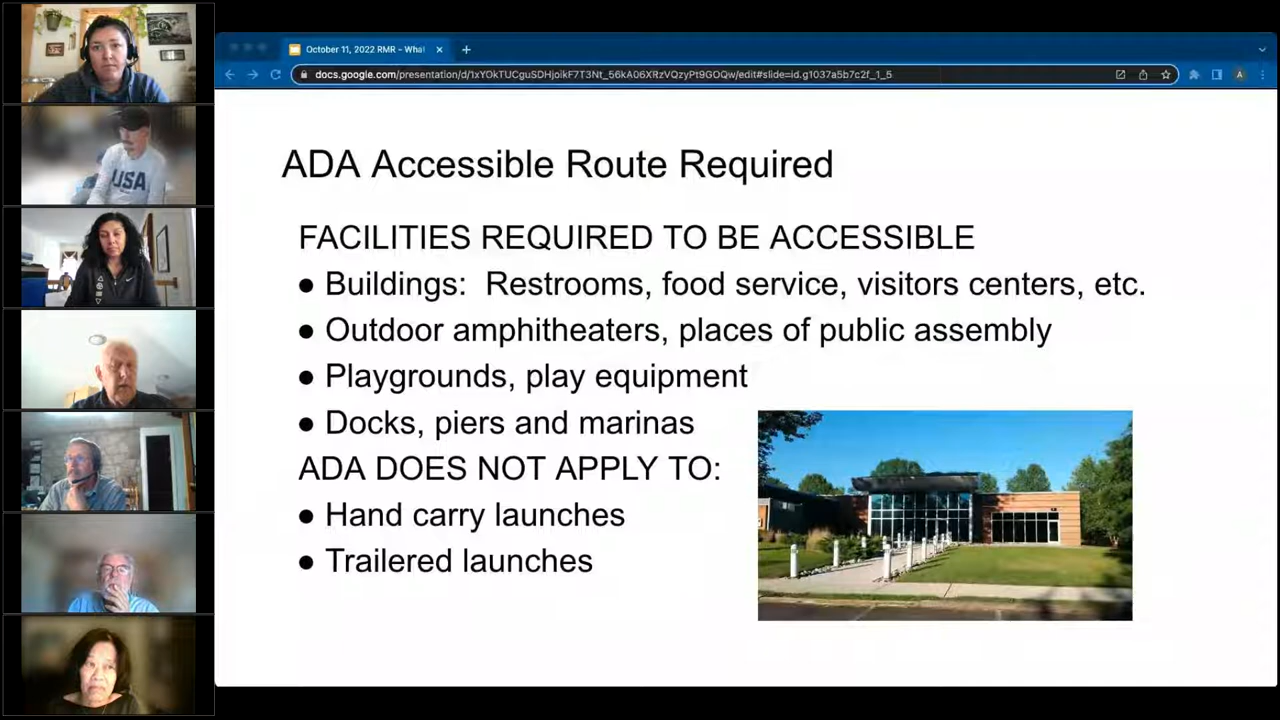 October 11, 2022 RMR - What
docs.google.com/presentation/d/1xYOkTUCguSDHjoikF7T3Nt_56kA06XRzVQzyPt9GOQw/edit#slide=id.g1037a5b7c2f_1_5
A
ADA Accessible Route Required
FACILITIES REQUIRED TO BE ACCESSIBLE
● Buildings: Restrooms, food service, visitors centers, etc.
● Outdoor amphitheaters, places of public assembly
● Playgrounds, play equipment
● Docks, piers and marinas
ADA DOES NOT APPLY TO:
● Hand carry launches
● Trailered launches
USA